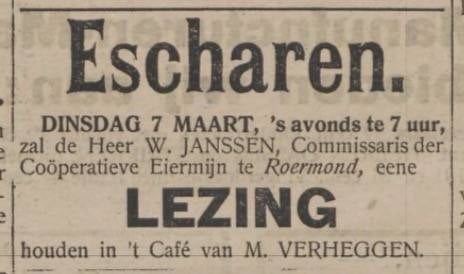 Escharen.
DINSDAG 7 MAART, 's avonds te 7 uur,
zal de Heer W. JANSSEN, Commissaris der
Coöperatieve Eiermijn te Roermond, eene
LEZING
houden in 't Café van M. VERHEGGEN.